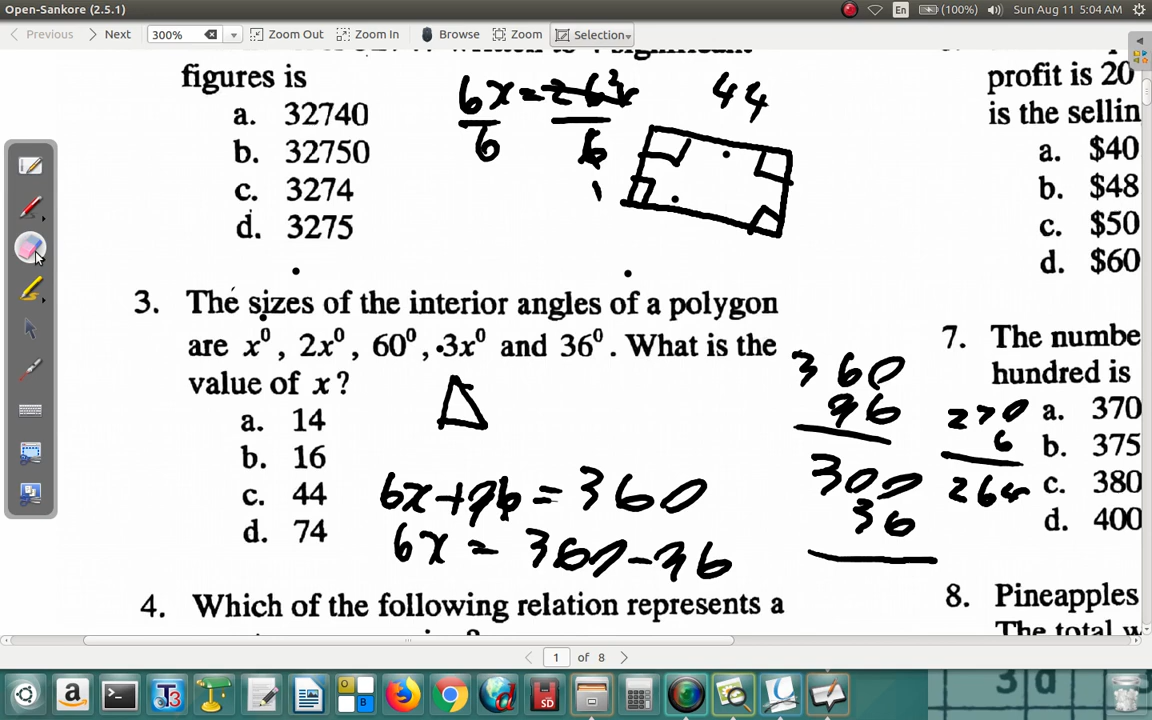 Open-Sankore (2.5.1)
En (100%) Sun Aug 11 5:04 AM
Previous Next 300% Zoom Out Zoom In Browse Zoom Selection
figures is
a. 32740
b. 32750
c. 3274
d. 3275
6x=
6 6
1
44
3. The sizes of the interior angles of a polygon
are x⁰, 2x⁰, 60⁰, 3x⁰ and 36⁰. What is the
value of x?
a. 14
b. 16
c. 44
d. 74
6x+96=360
6x = 360-96
360
96
300
36
270
6
264
4. Which of the following relation represents a
profit is 20
is the sellin
a. $40
b. $48
c. $50
d. $60
7. The numbe
hundred is
a. 370
b. 375
c. 380
d. 400
8. Pineapples
The total w
1 of 8